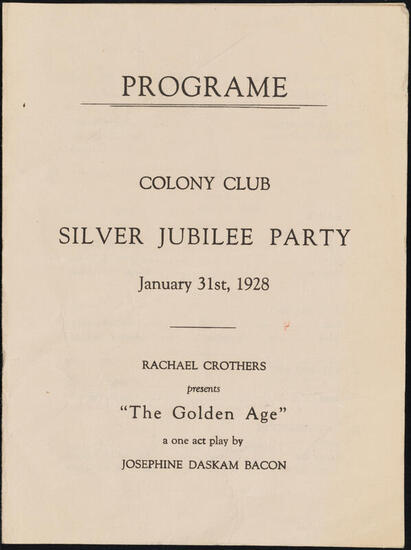 PROGRAME
COLONY CLUB
SILVER JUBILEE PARTY
January 31st, 1928
RACHAEL CROTHERS
presents
"The Golden Age"
a one act play by
JOSEPHINE DASKAM BACON